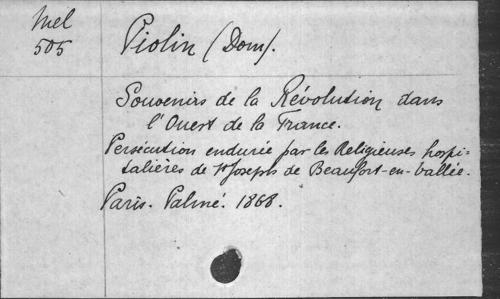 Mel
505
Piolin (Dom).
Souvenirs de la Révolution dans
l'Ouest de la France.
Persécution endurée par les Religieuses hospi-
talières de St Joseph de Beaufort-en-Vallée.
Paris. Palmé. 1868.